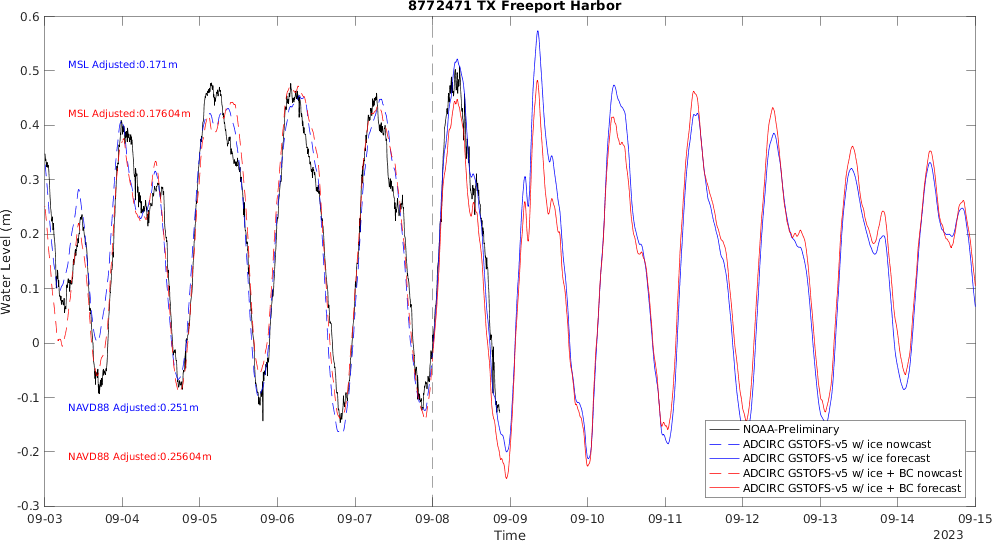 8772471 TX Freeport Harbor
0.6
0.5
0.4
0.3
0.2
0.1
0
-0.1
-0.2
-0.3
Water Level (m)
MSL Adjusted:0.171m
MSL Adjusted:0.17604m
NAVD88 Adjusted:0.251m
NAVD88 Adjusted:0.25604m
NOAA-Preliminary
ADCIRC GSTOFS-v5 w/ ice nowcast
ADCIRC GSTOFS-v5 w/ ice forecast
ADCIRC GSTOFS-v5 w/ ice + BC nowcast
ADCIRC GSTOFS-v5 w/ ice + BC forecast
09-03 09-04 09-05 09-06 09-07 09-08 09-09 09-10 09-11 09-12 09-13 09-14 09-15
Time
2023